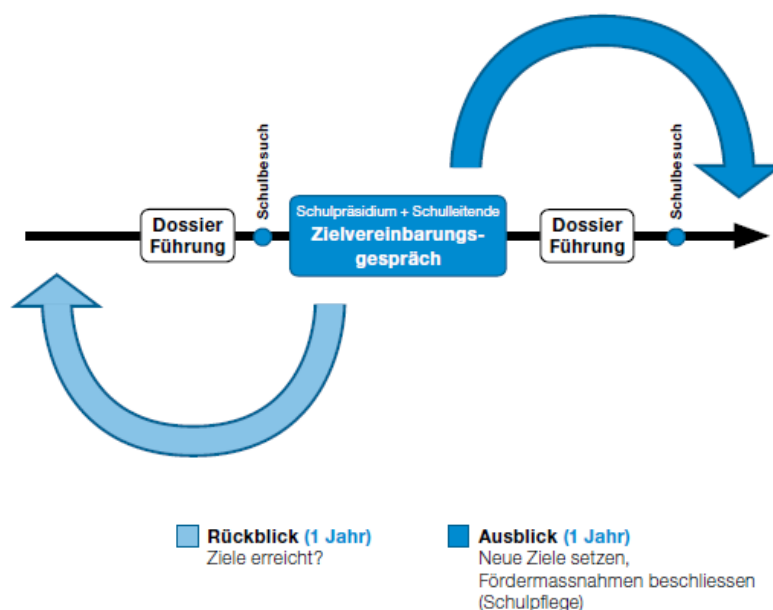 Schulbesuch
Schulbesuch
Dossier
Führung
Schulpräsidium + Schulleitende
Zielvereinbarungs-
gespräch
Dossier
Führung
Rückblick (1 Jahr)
Ziele erreicht?
Ausblick (1 Jahr)
Neue Ziele setzen,
Fördermassnahmen beschliessen
(Schulpflege)